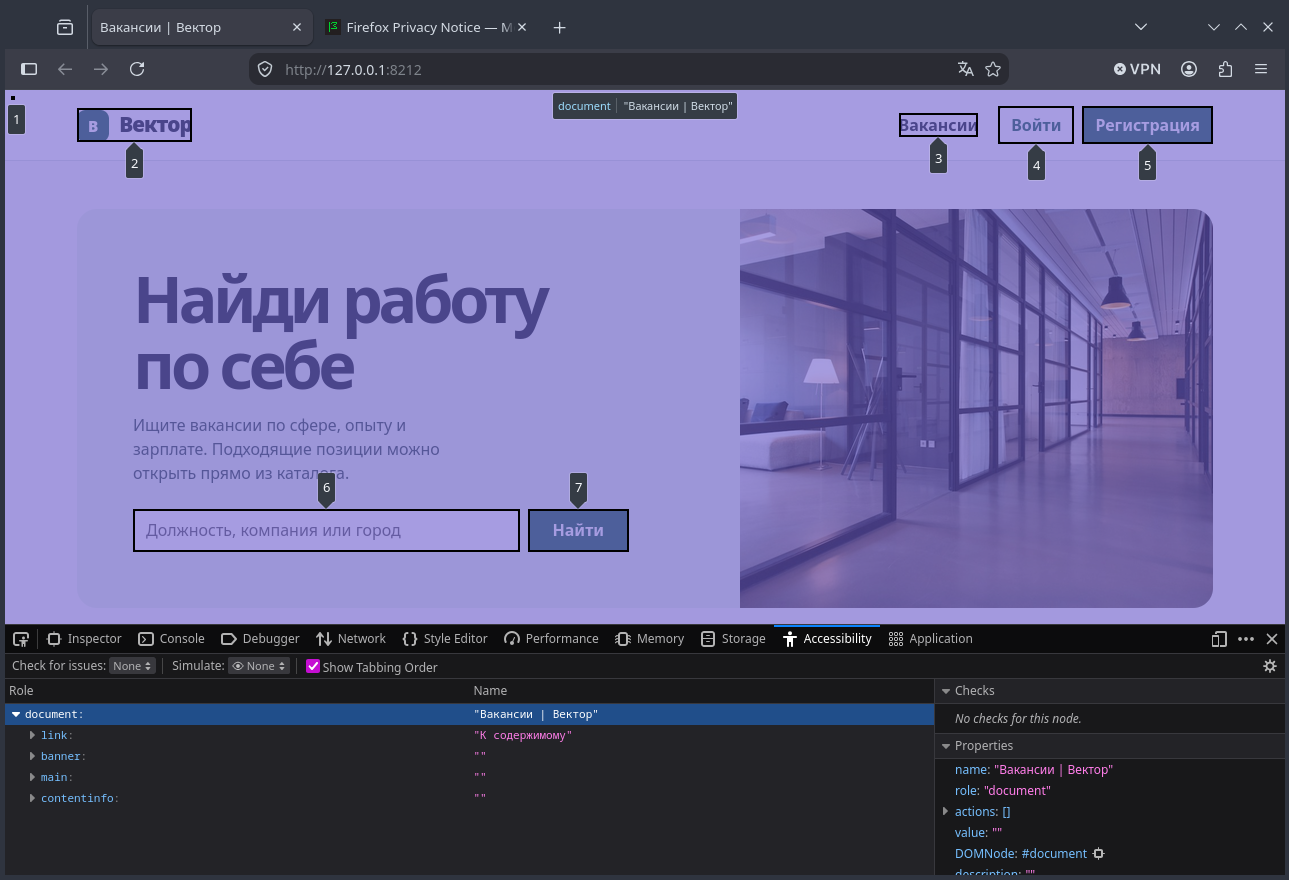 Вакансии | Вектор
Firefox Privacy Notice — M
http://127.0.0.1:8212
VPN
document "Вакансии | Вектор"
1
В Вектор
Вакансии
Войти
Регистрация
2
3
4
5
Найди работу
по себе
Ищите вакансии по сфере, опыту и
зарплате. Подходящие позиции можно
открыть прямо из каталога.
6
7
Должность, компания или город
Найти
Inspector
Console
Debugger
Network
Style Editor
Performance
Memory
Storage
Accessibility
Application
Check for issues: None
Simulate: None
Show Tabbing Order
Role Name
document: "Вакансии | Вектор"
link: "К содержимому"
banner: ""
main: ""
contentinfo: ""
Checks
No checks for this node.
Properties
name: "Вакансии | Вектор"
role: "document"
actions: []
value: ""
DOMNode: #document
description: ""